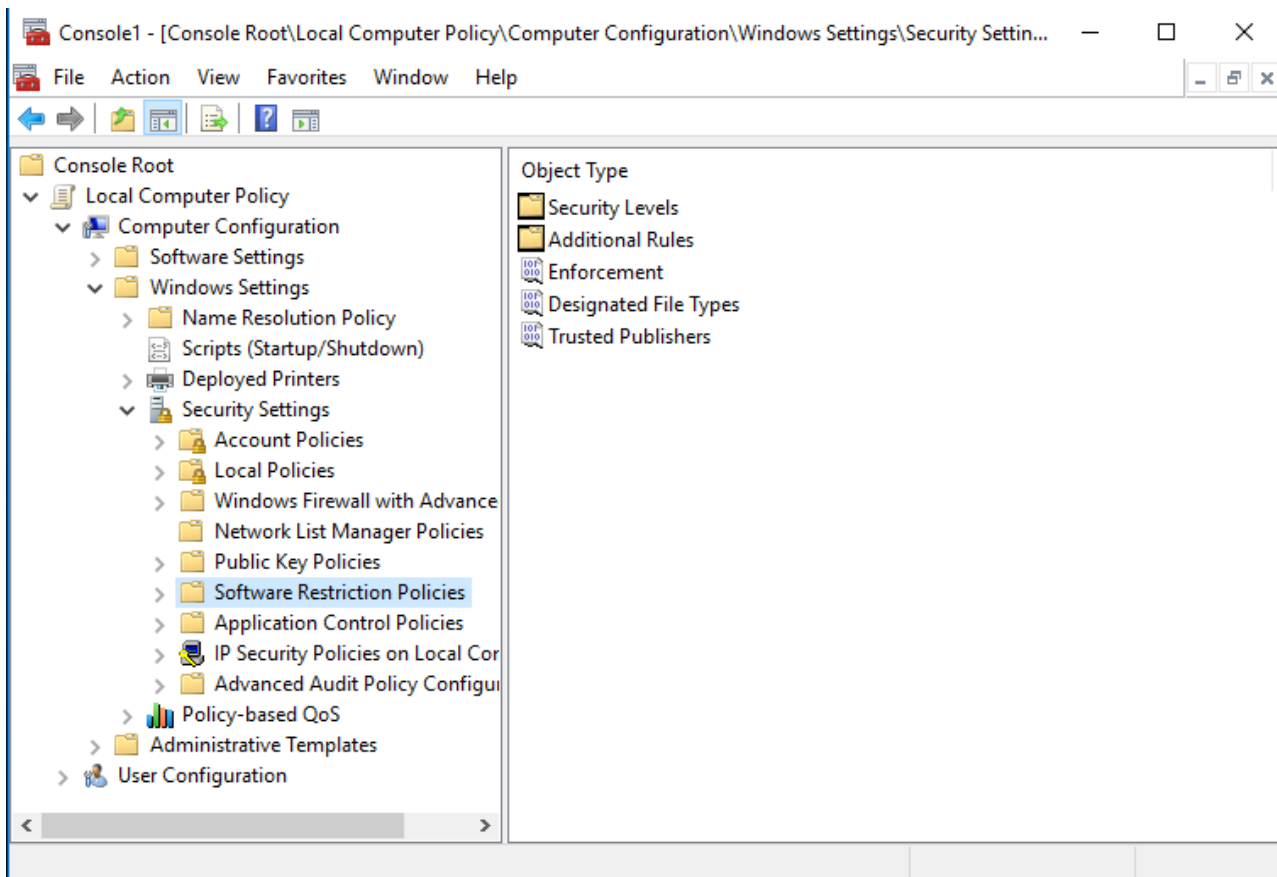 Console1 - [Console Root\Local Computer Policy\Computer Configuration\Windows Settings\Security Settin...
File Action View Favorites Window Help
Console Root
Local Computer Policy
Computer Configuration
Software Settings
Windows Settings
Name Resolution Policy
Scripts (Startup/Shutdown)
Deployed Printers
Security Settings
Account Policies
Local Policies
Windows Firewall with Advance
Network List Manager Policies
Public Key Policies
Software Restriction Policies
Application Control Policies
IP Security Policies on Local Cor
Advanced Audit Policy Configu
Policy-based QoS
Administrative Templates
User Configuration
Object Type
Security Levels
Additional Rules
Enforcement
Designated File Types
Trusted Publishers